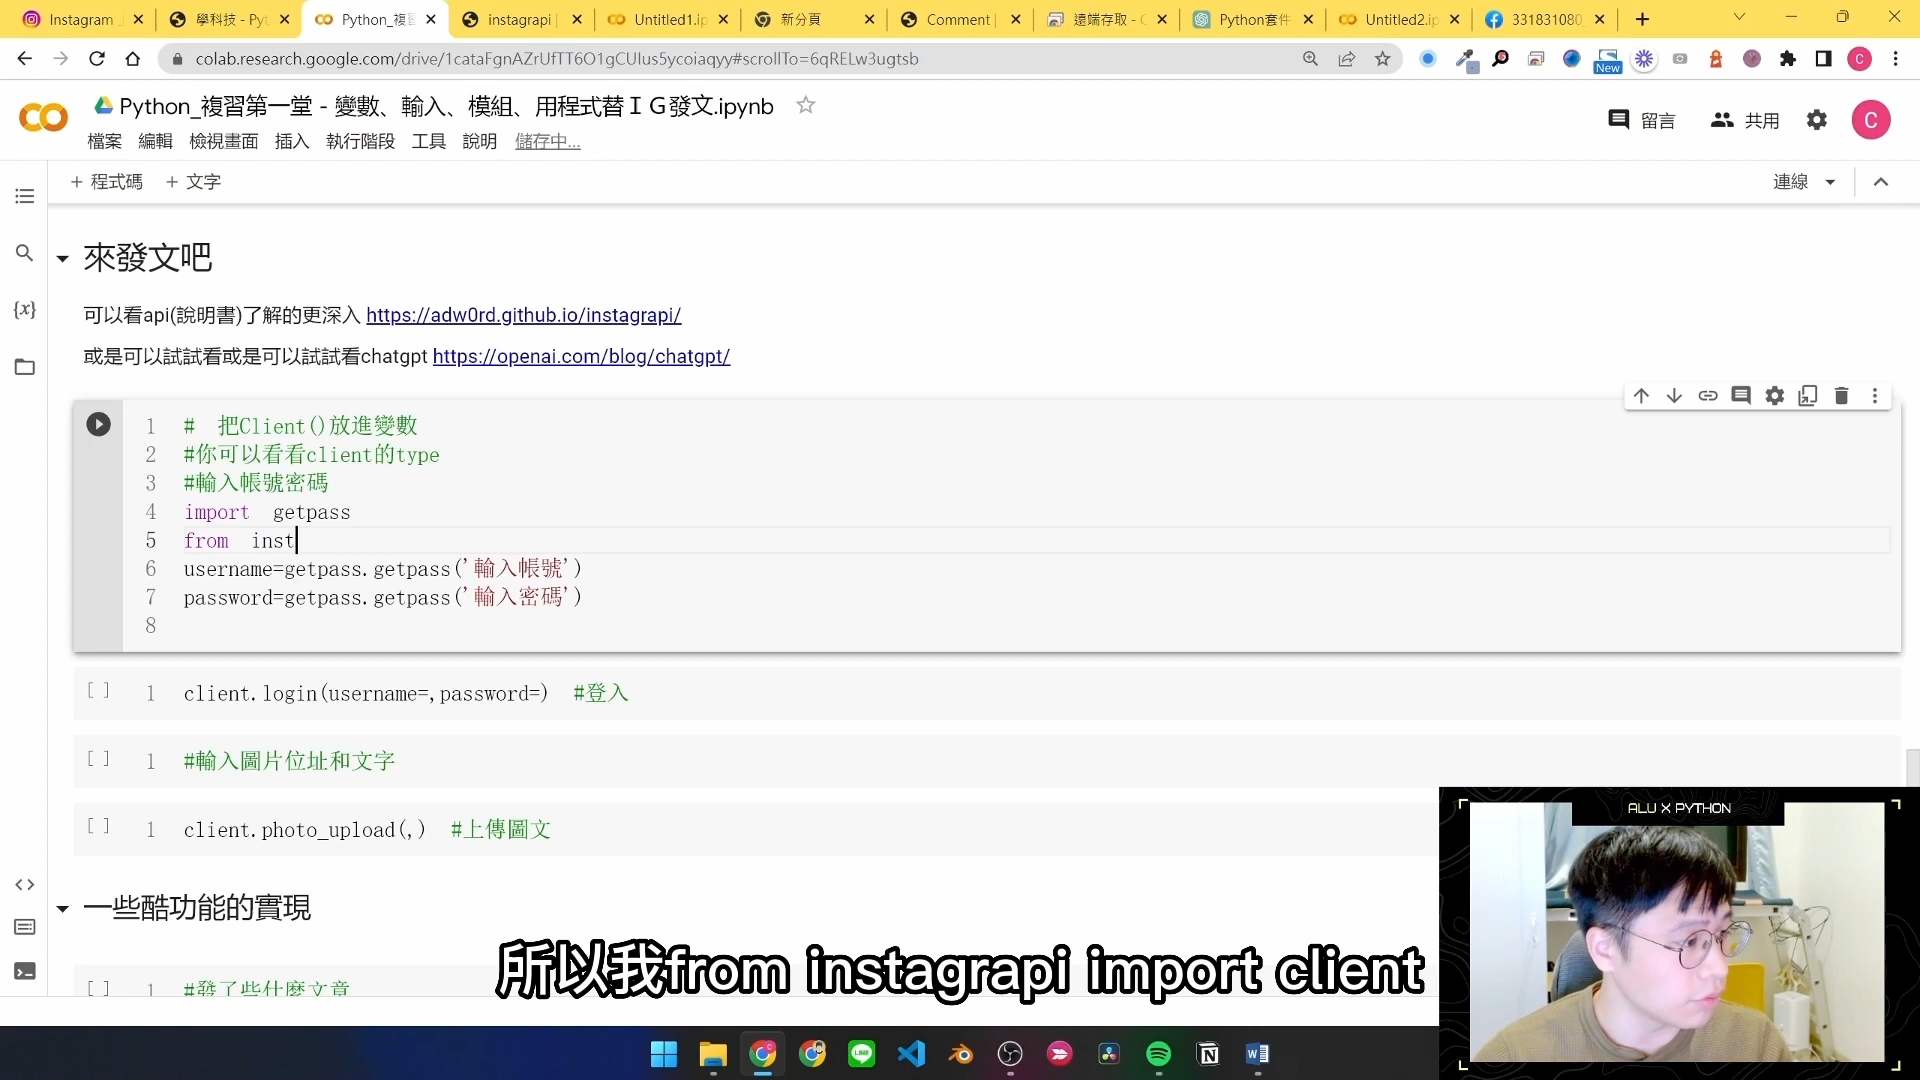 Instagram
學科技 - Pyt
Python_複習
instagrapi
Untitled1.ip
新分頁
Comment
遠端存取 - C
Python套件
Untitled2.ip
331831080
colab.research.google.com/drive/1cataFgnAZrUfTT6O1gCUIus5ycoiaqyy#scrollTo=6qRELw3ugtsb
New
C
Python_複習第一堂 - 變數、輸入、模組、用程式替ＩＧ發文.ipynb
留言
共用
C
檔案 編輯 檢視畫面 插入 執行階段 工具 說明 儲存中...
+ 程式碼 + 文字
連線
{x}
來發文吧
可以看api(說明書)了解的更深入 https://adw0rd.github.io/instagrapi/
或是可以試試看或是可以試試看chatgpt https://openai.com/blog/chatgpt/
1 # 把Client()放進變數
2 #你可以看看client的type
3 #輸入帳號密碼
4 import getpass
5 from inst
6 username=getpass.getpass('輸入帳號')
7 password=getpass.getpass('輸入密碼')
8
[ ] 1 client.login(username=,password=) #登入
[ ] 1 #輸入圖片位址和文字
[ ] 1 client.photo_upload(,) #上傳圖文
一些酷功能的實現
[ ] 1 #發了些什麼文章
所以我from instagrapi import client
ALU X PYTHON
LINE